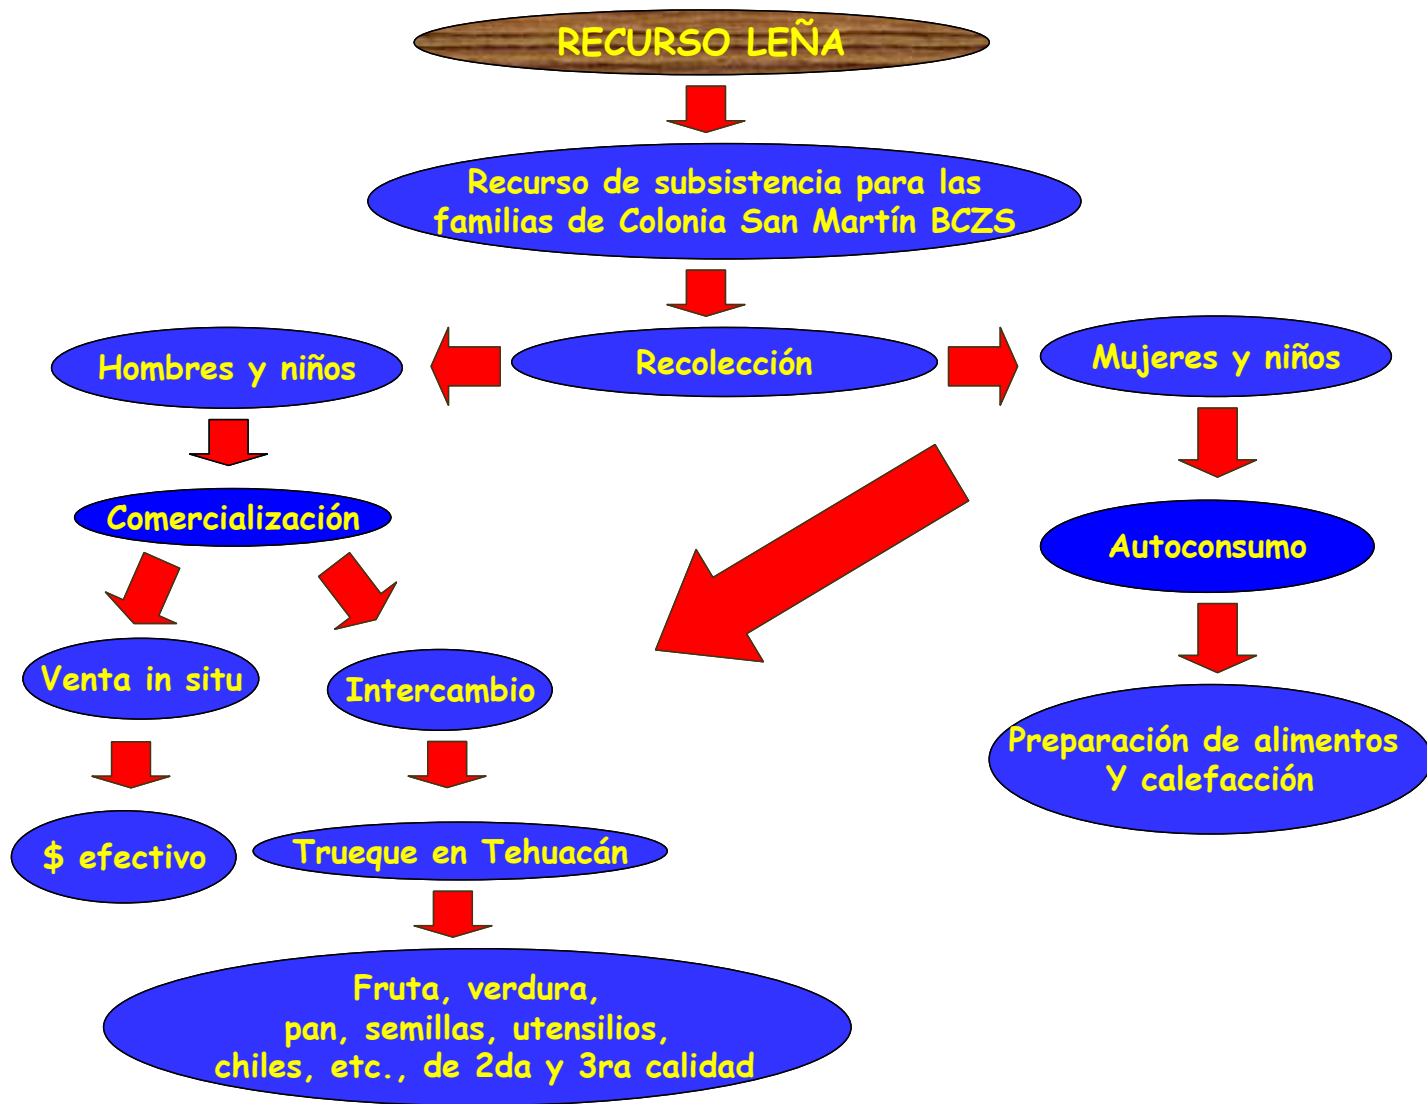 RECURSO LEÑA
Recurso de subsistencia para las
familias de Colonia San Martín BCZS
Hombres y niños
Recolección
Mujeres y niños
Comercialización
Autoconsumo
Venta in situ
Intercambio
Preparación de alimentos
Y calefacción
$ efectivo
Trueque en Tehuacán
Fruta, verdura,
pan, semillas, utensilios,
chiles, etc., de 2da y 3ra calidad